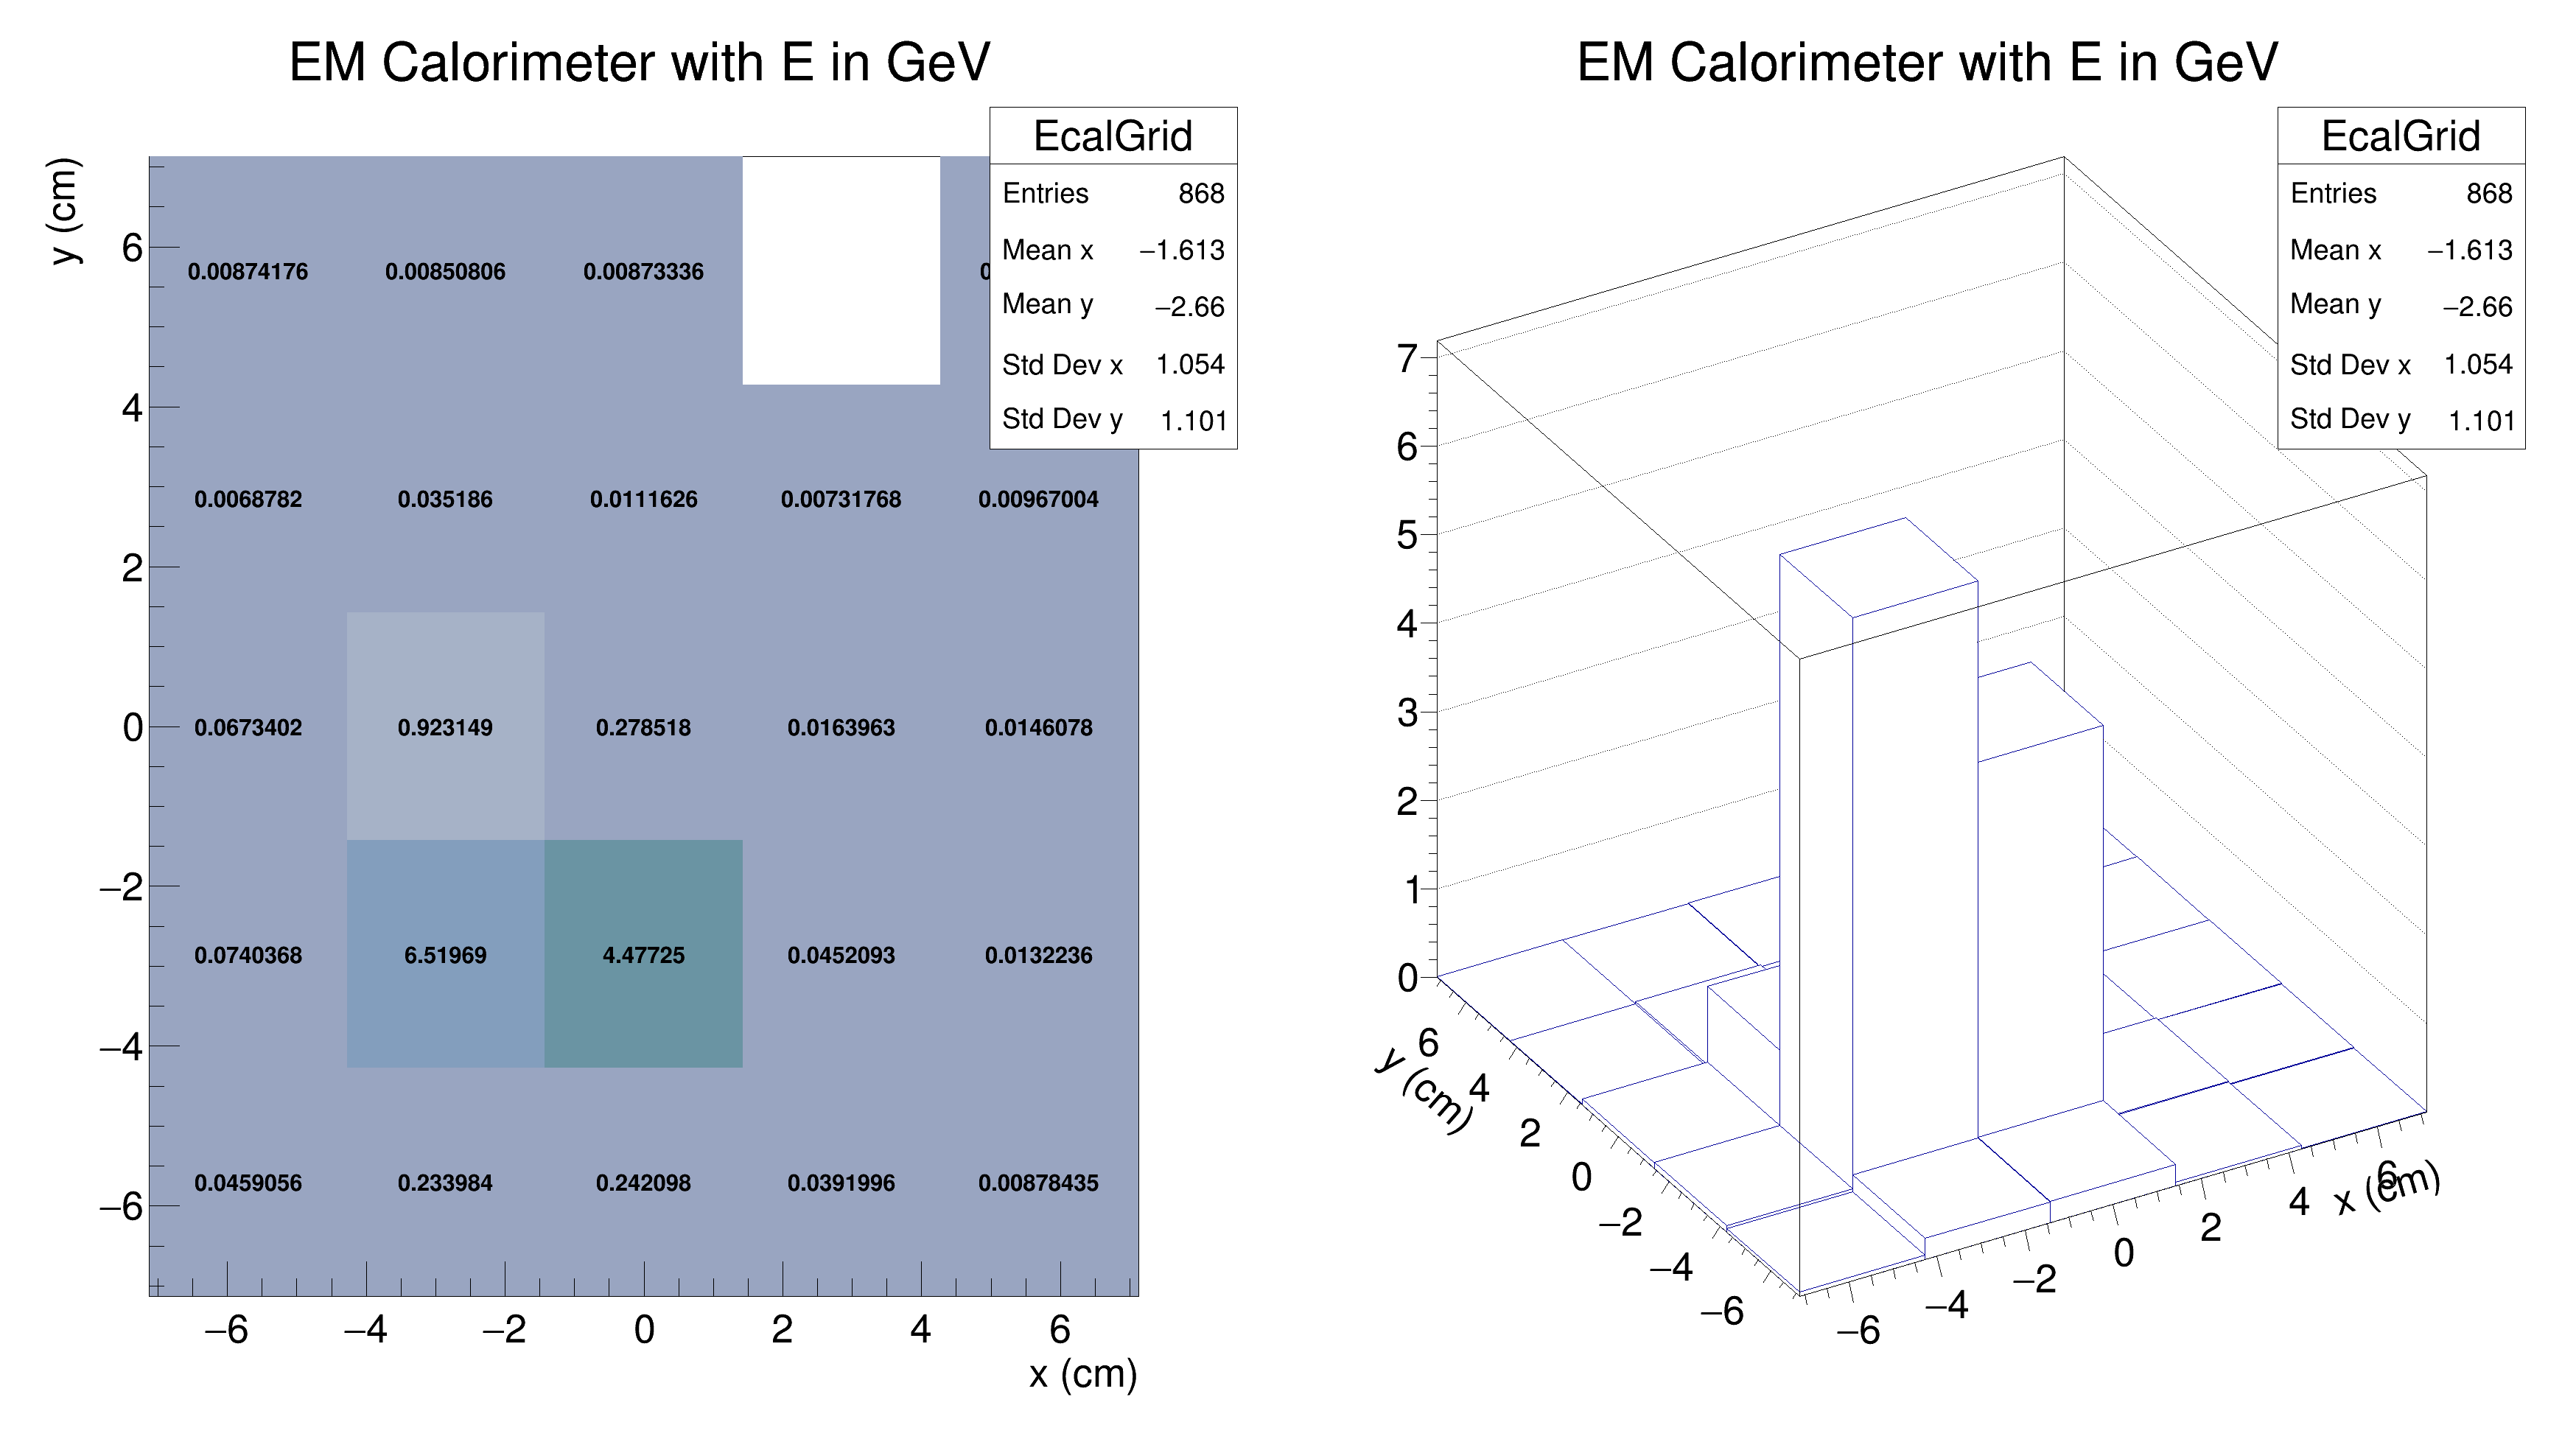 EM Calorimeter with E in GeV
EcalGrid
Entries 868
Mean x −1.613
Mean y −2.66
Std Dev x 1.054
Std Dev y 1.101
y (cm)
6
4
2
0
−2
−4
−6
0.00874176 0.00850806 0.00873336
0.0068782 0.035186 0.0111626 0.00731768 0.00967004
0.0673402 0.923149 0.278518 0.0163963 0.0146078
0.0740368 6.51969 4.47725 0.0452093 0.0132236
0.0459056 0.233984 0.242098 0.0391996 0.00878435
−6 −4 −2 0 2 4 6
x (cm)
EM Calorimeter with E in GeV
EcalGrid
Entries 868
Mean x −1.613
Mean y −2.66
Std Dev x 1.054
Std Dev y 1.101
7
6
5
4
3
2
1
0
y (cm)
6
4
2
0
−2
−4
−6
−6
−4
−2
0
2
4
6
x (cm)